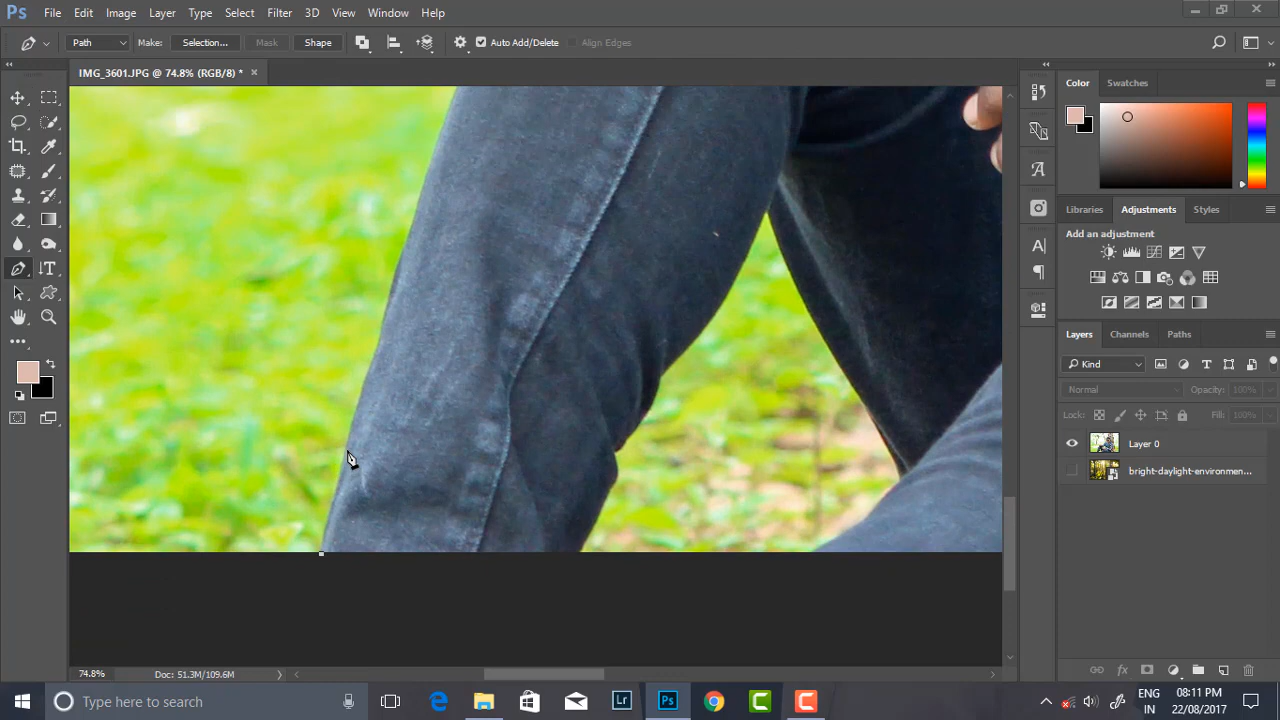 Ps File Edit Image Layer Type Select Filter 3D View Window Help
Path Make: Selection... Mask Shape Auto Add/Delete Align Edges
IMG_3601.JPG @ 74.8% (RGB/8) *
Color Swatches
Libraries Adjustments Styles
Add an adjustment
Layers Channels Paths
Kind
Normal Opacity: 100%
Lock: Fill: 100%
Layer 0
bright-daylight-environmen...
74.8% Doc: 51.3M/109.6M
Type here to search
Lr Ps
ENG
IN
08:11 PM
22/08/2017